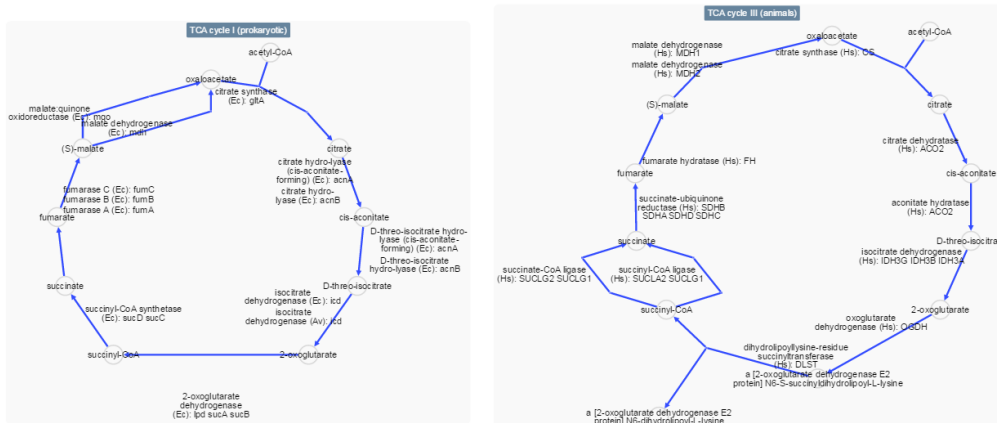 TCA cycle I (prokaryotic)
acetyl-CoA
oxaloacetate
citrate synthase
(Ec): gltA
malate:quinone
oxidoreductase (Ec): mqo
malate dehydrogenase
(Ec): mdh
(S)-malate
citrate
citrate hydro-lyase
(cis-aconitate-
forming) (Ec): acnA
citrate hydro-
lyase (Ec): acnB
fumarase C (Ec): fumC
fumarase B (Ec): fumB
fumarase A (Ec): fumA
fumarate
cis-aconitate
D-threo-isocitrate hydro-
lyase (cis-aconitate-
forming) (Ec): acnA
D-threo-isocitrate
hydro-lyase (Ec): acnB
succinate
D-threo-isocitrate
isocitrate
dehydrogenase (Ec): icd
isocitrate
dehydrogenase (Av): icd
succinyl-CoA synthetase
(Ec): sucD sucC
succinyl-CoA
2-oxoglutarate
2-oxoglutarate
dehydrogenase
(Ec): lpd sucA sucB
TCA cycle III (animals)
acetyl-CoA
oxaloacetate
malate dehydrogenase
(Hs): MDH1
citrate synthase (Hs): CS
malate dehydrogenase
(Hs): MDH2
(S)-malate
citrate
citrate dehydratase
(Hs): ACO2
fumarate hydratase (Hs): FH
fumarate
cis-aconitate
succinate-ubiquinone
reductase (Hs): SDHB
SDHA SDHD SDHC
aconitate hydratase
(Hs): ACO2
succinate
D-threo-isocitra
isocitrate dehydrogenase
(Hs): IDH3G IDH3B IDH3A
succinate-CoA ligase
(Hs): SUCLG2 SUCLG1
succinyl-CoA ligase
(Hs): SUCLA2 SUCLG1
succinyl-CoA
2-oxoglutarate
oxoglutarate
dehydrogenase (Hs): OGDH
dihydrolipoyllysine-residue
succinyltransferase
(Hs): DLST
a [2-oxoglutarate dehydrogenase E2
protein] N6-S-succinyldihydrolipoyl-L-lysine
a [2-oxoglutarate dehydrogenase E2
protein] N6-dihydrolipoyl-L-lysine